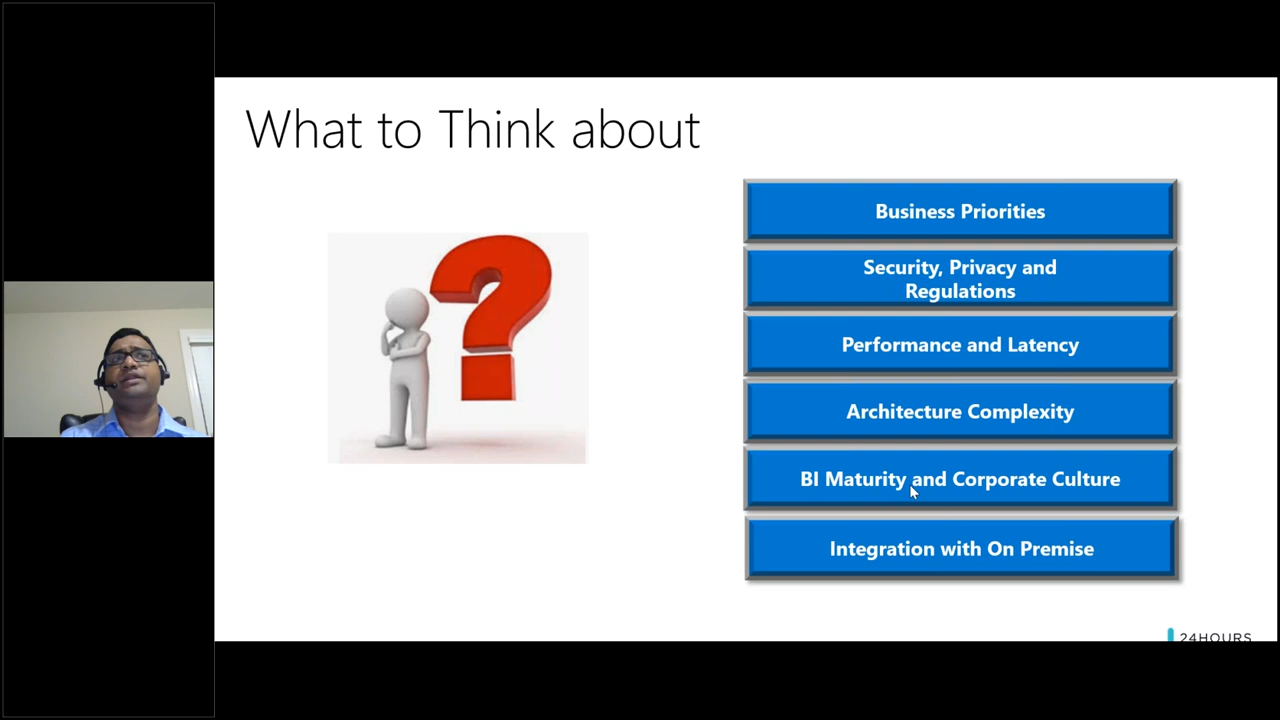 What to Think about
Business Priorities
Security, Privacy and
Regulations
Performance and Latency
Architecture Complexity
BI Maturity and Corporate Culture
Integration with On Premise
24HOURS